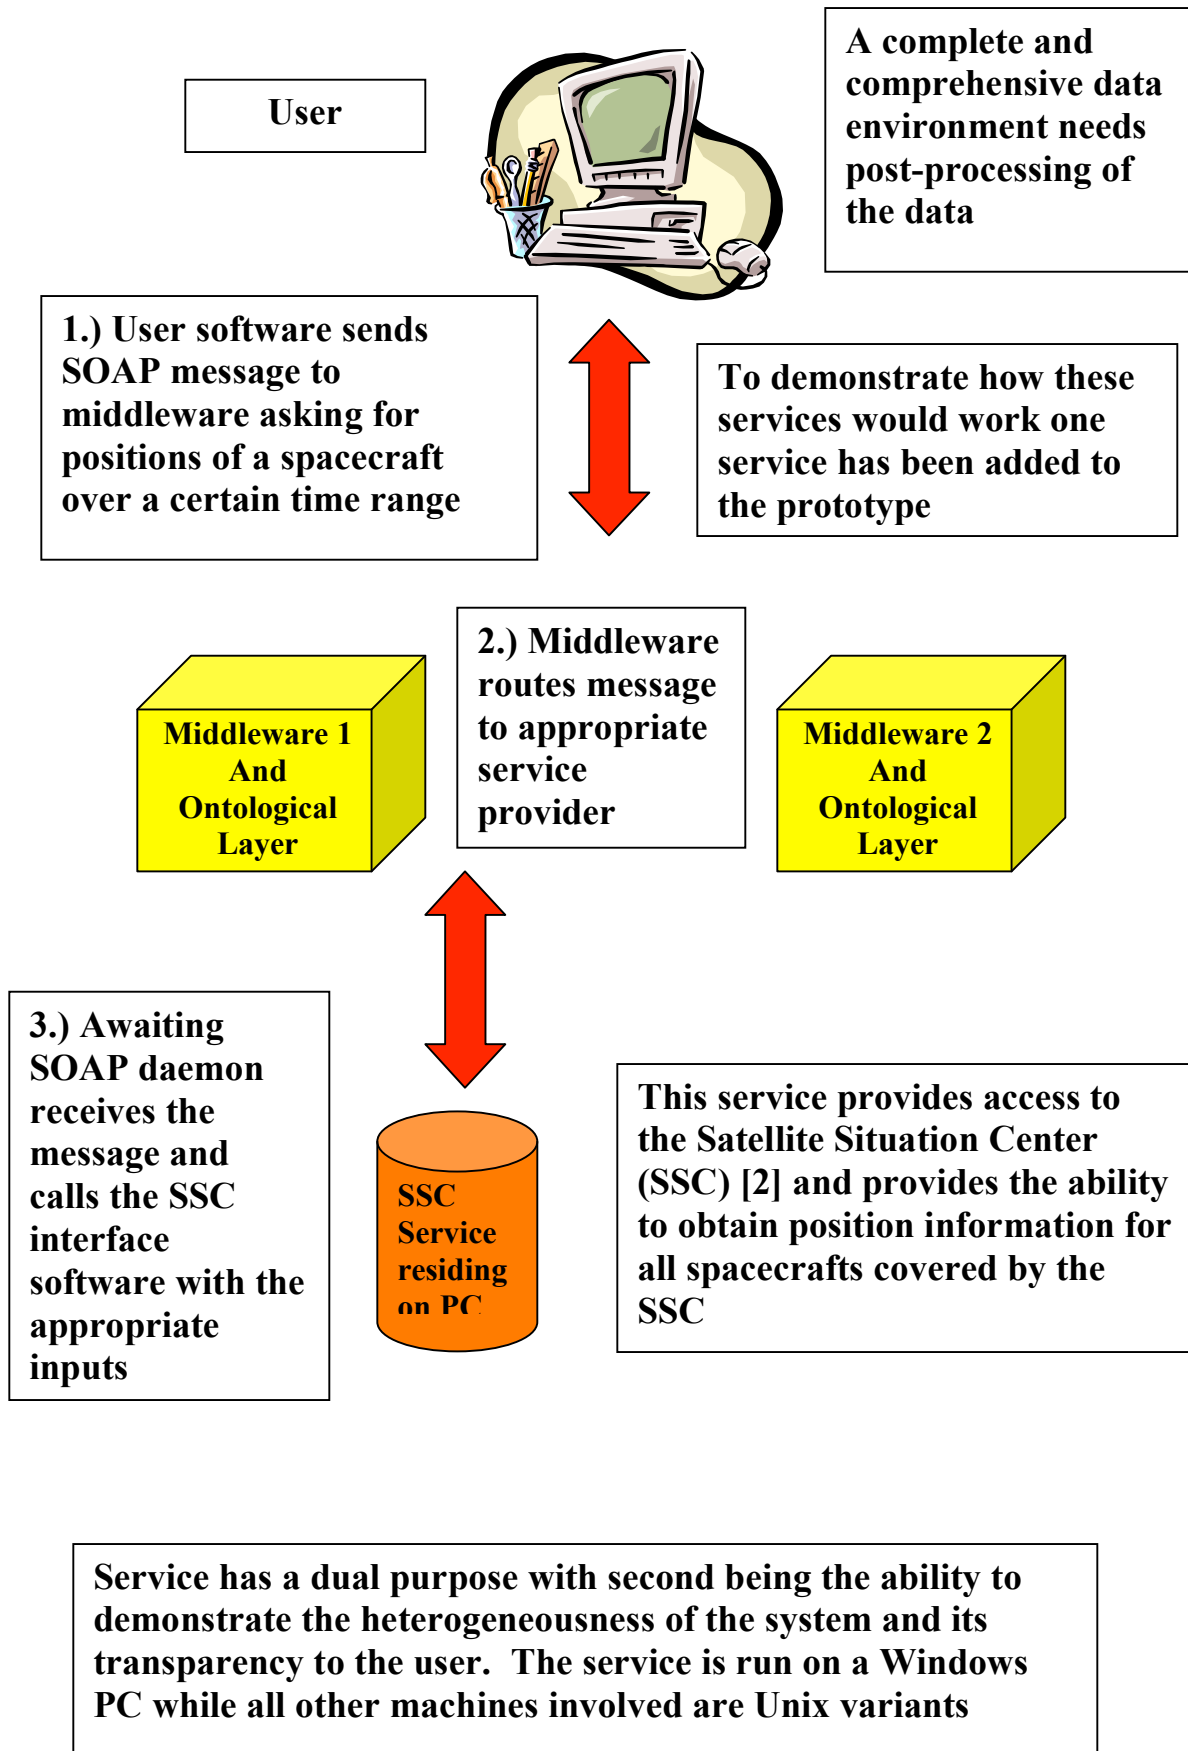 User
A complete and
comprehensive data
environment needs
post-processing of
the data
1.) User software sends
SOAP message to
middleware asking for
positions of a spacecraft
over a certain time range
To demonstrate how these
services would work one
service has been added to
the prototype
Middleware 1
And
Ontological
Layer
2.) Middleware
routes message
to appropriate
service
provider
Middleware 2
And
Ontological
Layer
3.) Awaiting
SOAP daemon
receives the
message and
calls the SSC
interface
software with the
appropriate
inputs
SSC
Service
residing
on PC
This service provides access to
the Satellite Situation Center
(SSC) [2] and provides the ability
to obtain position information for
all spacecrafts covered by the
SSC
Service has a dual purpose with second being the ability to
demonstrate the heterogeneousness of the system and its
transparency to the user.  The service is run on a Windows
PC while all other machines involved are Unix variants